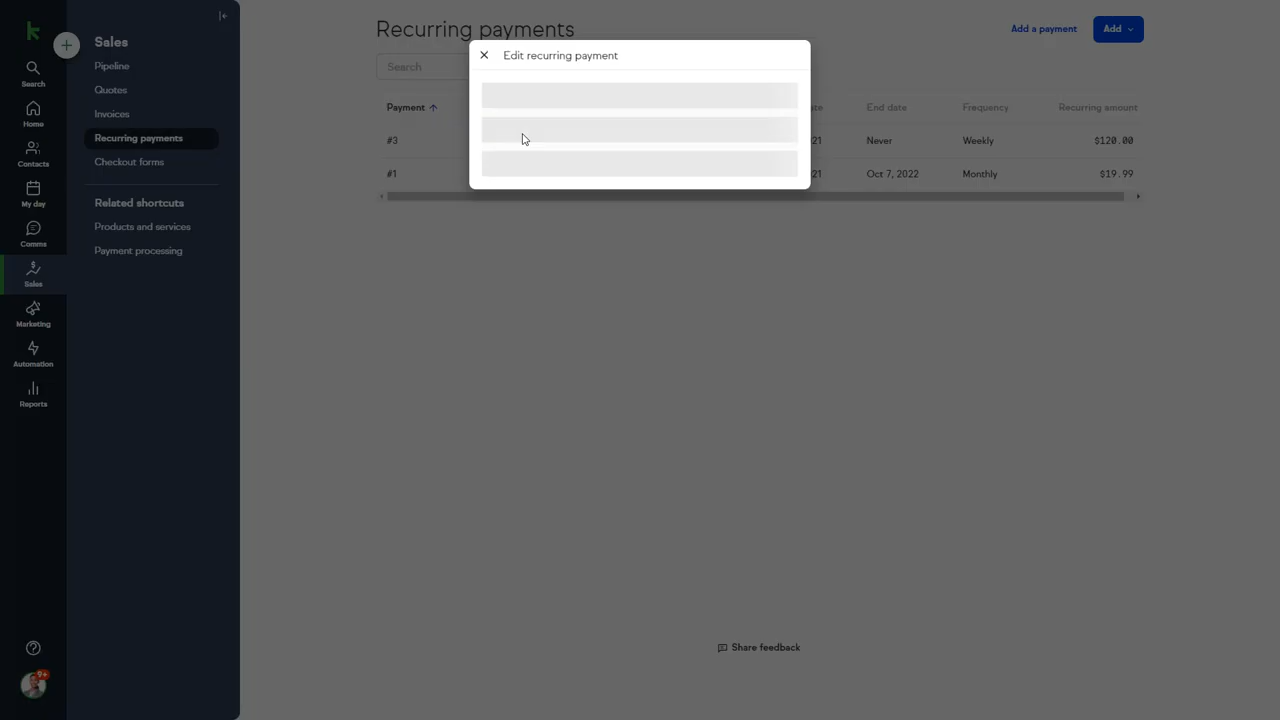 Search
Home
Contacts
My day
Comms
Sales
Marketing
Automation
Reports
9+
Sales
Pipeline
Quotes
Invoices
Recurring payments
Checkout forms
Related shortcuts
Products and services
Payment processing
Recurring payments
Add a payment
Add
Search
Edit recurring payment
Payment End date Frequency Recurring amount
#3 21 Never Weekly $120.00
#1 21 Oct 7, 2022 Monthly $19.99
Share feedback